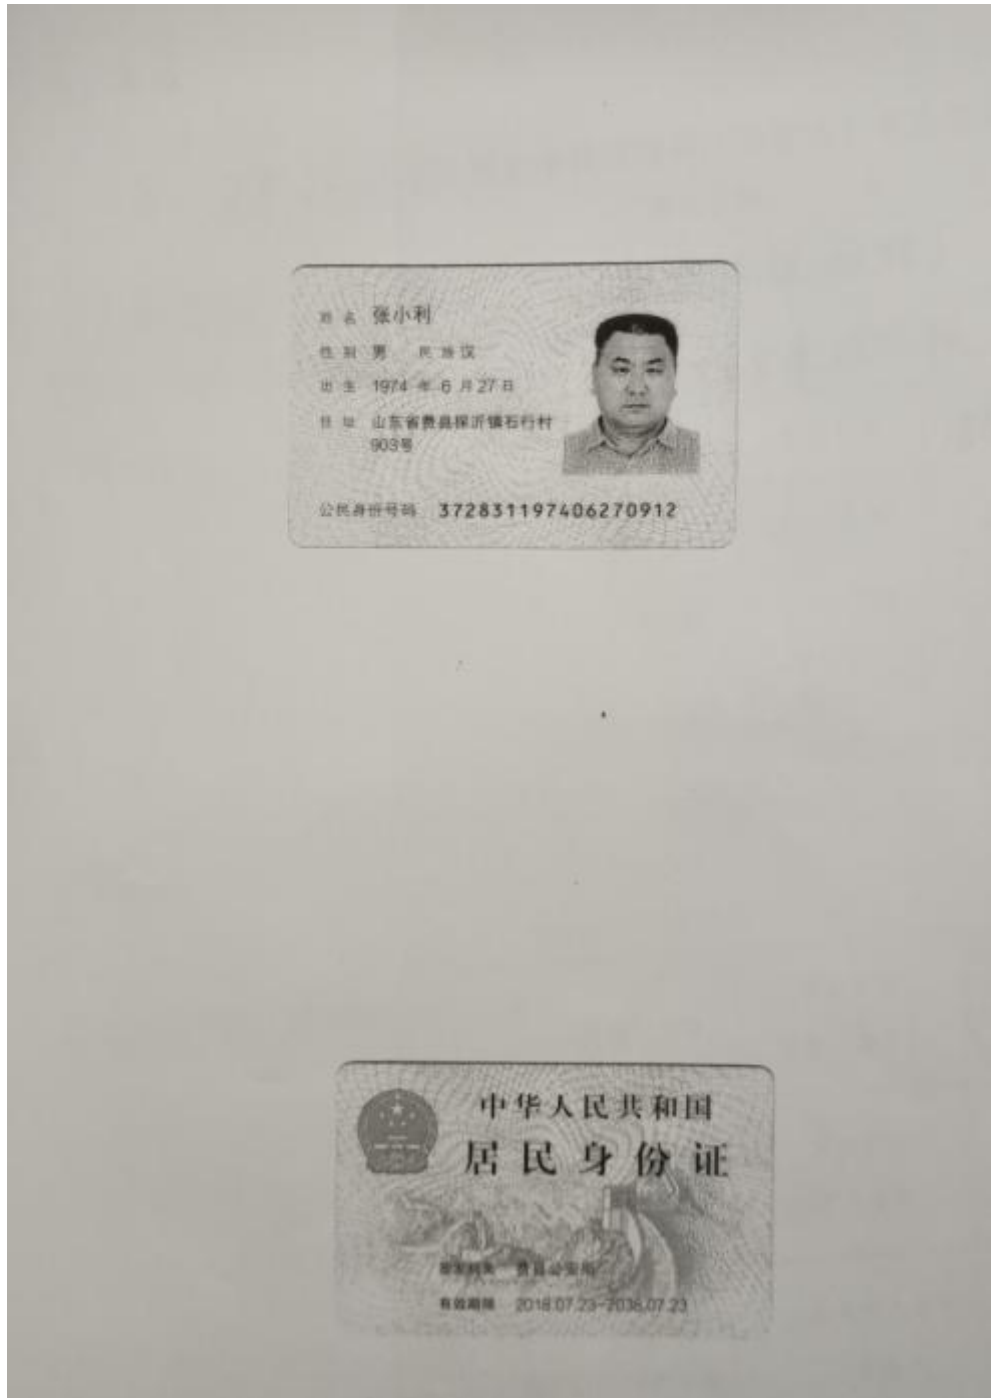 姓名 张小利
性别 男 民族 汉
出生 1974 年 6 月 27 日
住址 山东省费县探沂镇石行村
903号
公民身份号码 372831197406270912
中华人民共和国
居民身份证
签发机关 费县公安局
有效期限 2018.07.23-2038.07.23